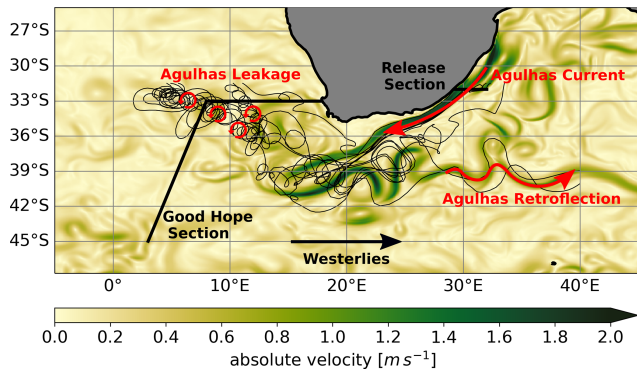 25°S
30°S
33°S
36°S
39°S
42°S
45°S
Agulhas Leakage
Release
Section
Agulhas Current
Agulhas Retroflection
Good Hope
Section
Westerlies
0°
10°E
20°E
30°E
40°E
0.0 0.2 0.4 0.6 0.8 1.0 1.2 1.4 1.6 1.8 2.0
absolute velocity [m s⁻¹]